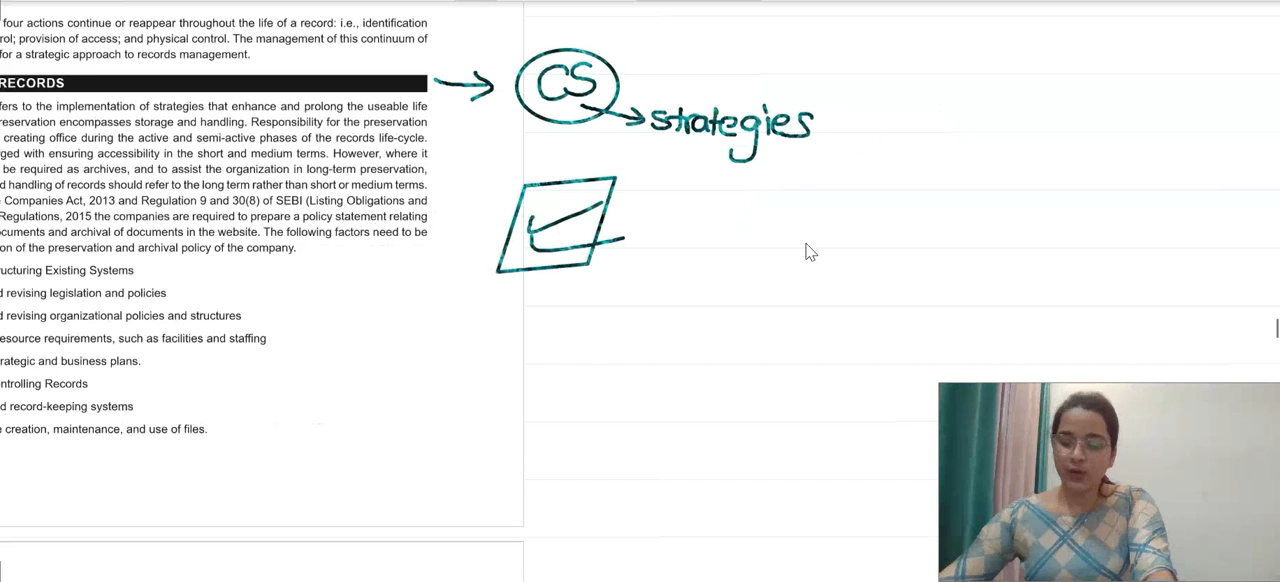 four actions continue or reappear throughout the life of a record: i.e., identification
rol; provision of access; and physical control. The management of this continuum of
for a strategic approach to records management.
RECORDS
CS
strategies
fers to the implementation of strategies that enhance and prolong the useable life
reservation encompasses storage and handling. Responsibility for the preservation
creating office during the active and semi-active phases of the records life-cycle.
ged with ensuring accessibility in the short and medium terms. However, where it
be required as archives, and to assist the organization in long-term preservation,
d handling of records should refer to the long term rather than short or medium terms.
Companies Act, 2013 and Regulation 9 and 30(8) of SEBI (Listing Obligations and
Regulations, 2015 the companies are required to prepare a policy statement relating
cuments and archival of documents in the website. The following factors need to be
on of the preservation and archival policy of the company.
ucturing Existing Systems
d revising legislation and policies
d revising organizational policies and structures
esource requirements, such as facilities and staffing
rategic and business plans.
ntrolling Records
d record-keeping systems
e creation, maintenance, and use of files.